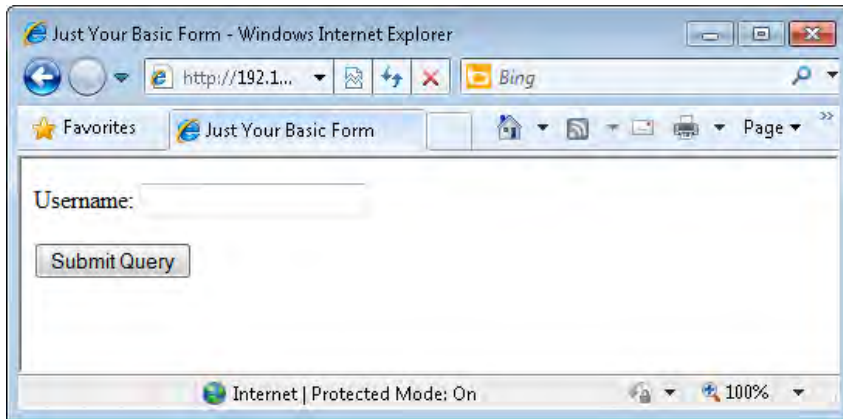 Just Your Basic Form - Windows Internet Explorer
http://192.1... Bing
Favorites Just Your Basic Form Page
Username:
Submit Query
Internet | Protected Mode: On 100%